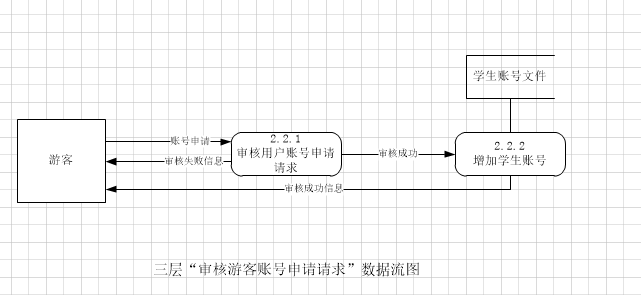 学生账号文件
游客
账号申请
审核失败信息
2.2.1
审核用户账号申请
请求
审核成功
2.2.2
增加学生账号
审核成功信息
三层“审核游客账号申请请求”数据流图